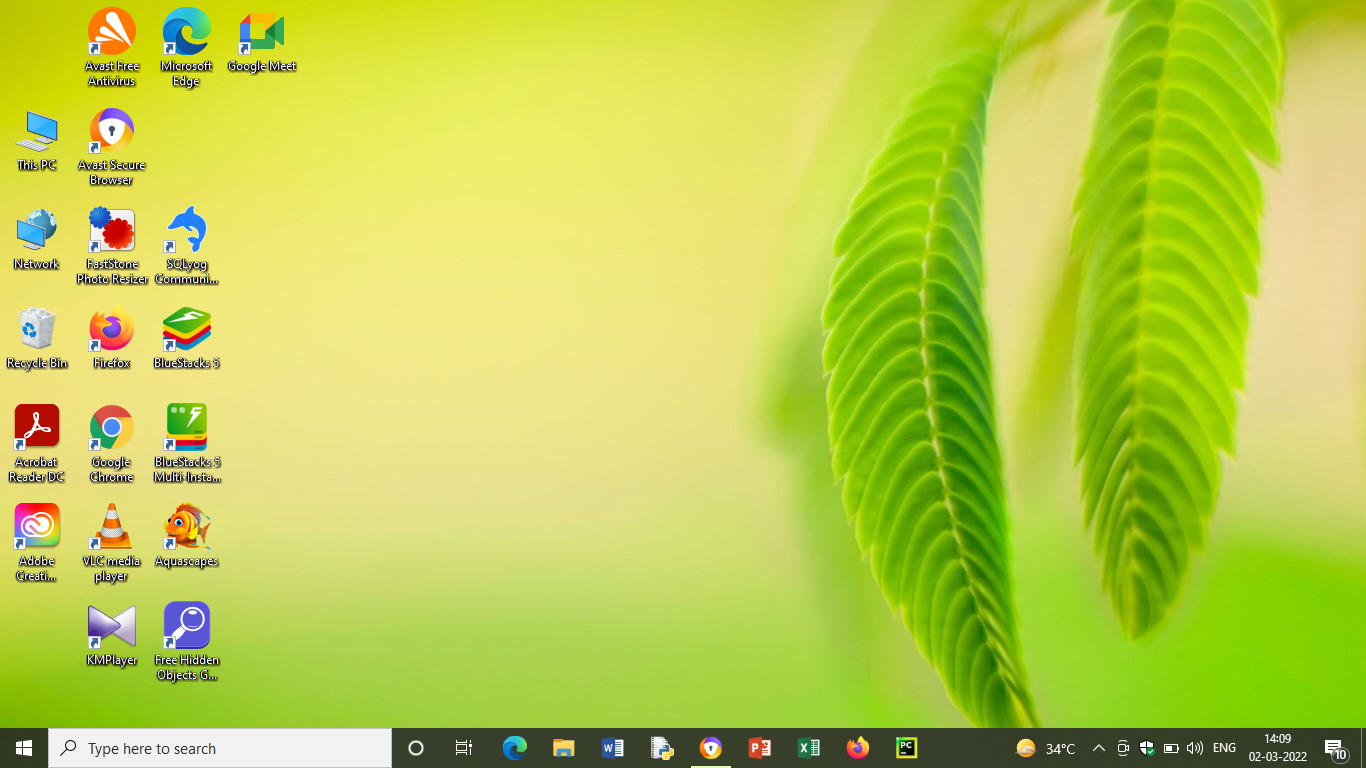 Avast Free
Antivirus
Microsoft
Edge
Google Meet
This PC
Avast Secure
Browser
Network
FastStone
Photo Resizer
SQLyog
Communi...
Recycle Bin
Firefox
BlueStacks 5
Acrobat
Reader DC
Google
Chrome
BlueStacks 5
Multi-Insta...
Adobe
Creati...
VLC media
player
Aquascapes
KMPlayer
Free Hidden
Objects G...
Type here to search
W
P
X
PC
34°C
ENG
14:09
02-03-2022
10